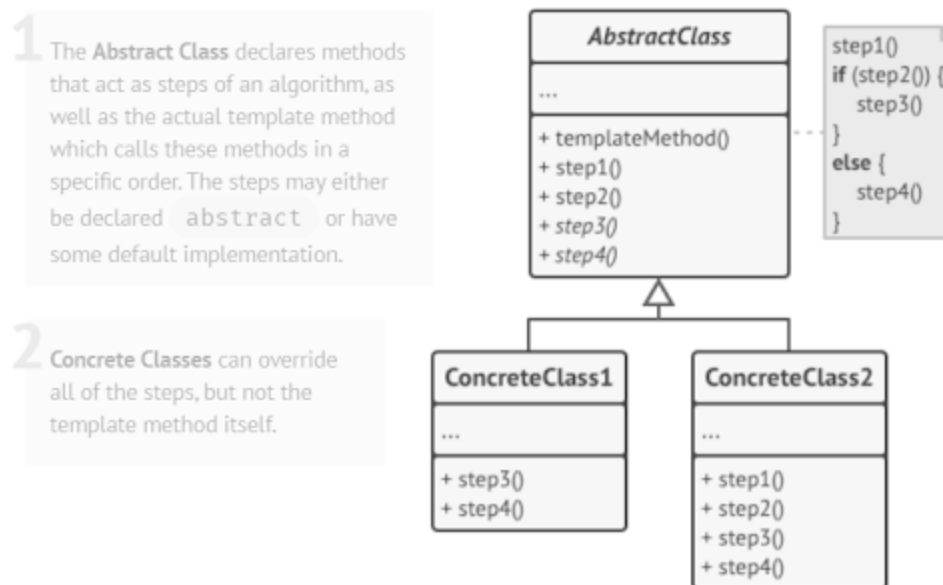 1
The Abstract Class declares methods
that act as steps of an algorithm, as
well as the actual template method
which calls these methods in a
specific order. The steps may either
be declared abstract or have
some default implementation.
AbstractClass
...
+ templateMethod()
+ step1()
+ step2()
+ step3()
+ step4()
step1()
if (step2()) {
step3()
}
else {
step4()
}
2
Concrete Classes can override
all of the steps, but not the
template method itself.
ConcreteClass1
...
+ step3()
+ step4()
ConcreteClass2
...
+ step1()
+ step2()
+ step3()
+ step4()